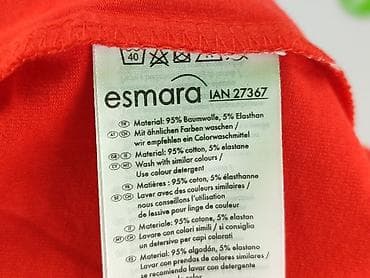 40
esmara IAN 27367
Material: 95% Baumwolle, 5% Elasthan
Mit ähnlichen Farben waschen /
wir empfehlen ein Colorwaschmittel
Material: 95% cotton, 5% elastane
Wash with similar colours /
Use colour detergent
Matières : 95% coton, 5% élasthanne
Laver avec des couleurs similaires /
nous conseillons l'utilisation
de lessive pour linge de couleur
Materiale: 95% cotone, 5% elastan
Lavare con colori simili / si consiglia
un detersivo per capi colorati
Material: 95% algodón, 5% elastano
Lavar con prendas de colores similares /
se recomienda lavar con detergente